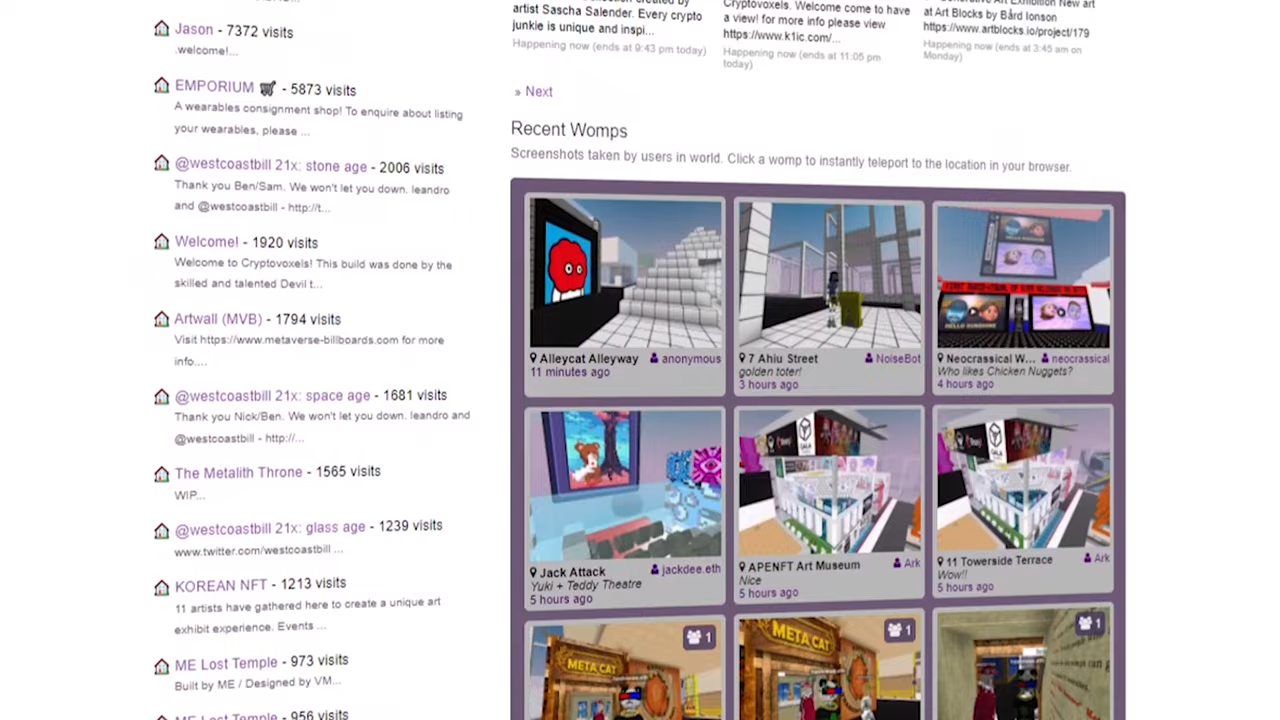 Jason - 7372 visits
.welcome!...
EMPORIUM - 5873 visits
A wearables consignment shop! To enquire about listing
your wearables, please ...
@westcoastbill 21x: stone age - 2006 visits
Thank you Ben/Sam. We won't let you down. leandro
and @westcoastbill - http://t...
Welcome! - 1920 visits
Welcome to Cryptovoxels! This build was done by the
skilled and talented Devil t...
Artwall (MVB) - 1794 visits
Visit https://www.metaverse-billboards.com for more
info....
@westcoastbill 21x: space age - 1681 visits
Thank you Nick/Ben. We won't let you down. leandro and
@westcoastbill - http://...
The Metalith Throne - 1565 visits
WIP...
@westcoastbill 21x: glass age - 1239 visits
www.twitter.com/westcoastbill ...
KOREAN NFT - 1213 visits
11 artists have gathered here to create a unique art
exhibit experience. Events ...
ME Lost Temple - 973 visits
Built by ME / Designed by VM...
ME Lost Temple - 956 visits
artist Sascha Salender. Every crypto
junkie is unique and inspi...
Happening now (ends at 9:43 pm today)
Cryptovoxels. Welcome come to have
a view! for more info please view
https://www.k1ic.com/...
Happening now (ends at 11:05 pm
today)
Generative Art Exhibition New art
at Art Blocks by Bård Ionson
https://www.artblocks.io/project/179
Happening now (ends at 3:45 am on
Monday)
» Next
Recent Womps
Screenshots taken by users in world. Click a womp to instantly teleport to the location in your browser.
HELLO SUNSHINE
Alleycat Alleyway anonymous
11 minutes ago
7 Ahiu Street NoiseBot
golden toter!
3 hours ago
Neocrassical W... neocrassical
Who likes Chicken Nuggets?
4 hours ago
GALA
GALA
Jack Attack jackdee.eth
Yuki + Teddy Theatre
5 hours ago
APENFT Art Museum Ark
Nice
5 hours ago
11 Towerside Terrace Ark
Wow!!
5 hours ago
1
META CAT
1
META CAT
1